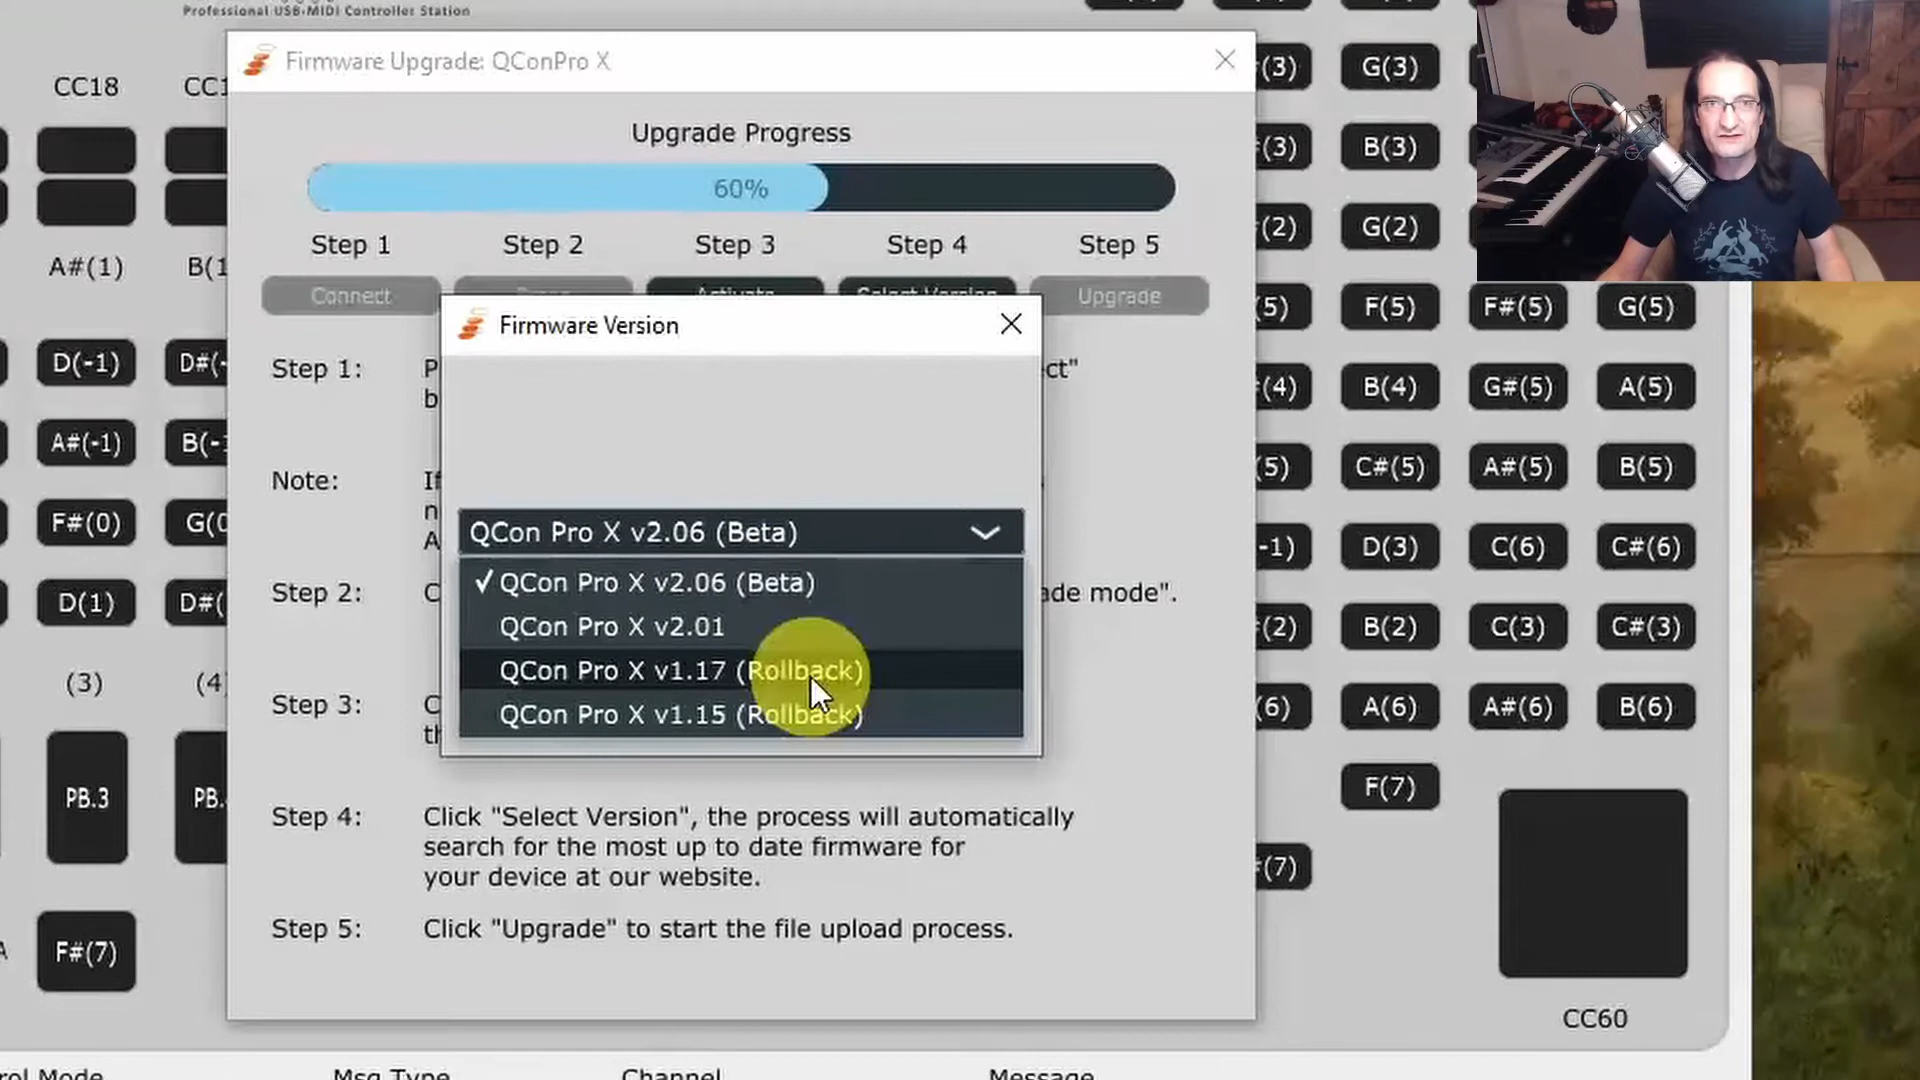 Professional USB-MIDI Controller Station
Firmware Upgrade: QConPro X
CC18
Upgrade Progress
60%
Step 1
Step 2
Step 3
Step 4
Step 5
Connect
Activate
Select Version
Upgrade
Firmware Version
Step 1:
Note:
Step 2:
ade mode".
Step 3:
QCon Pro X v2.06 (Beta)
✓QCon Pro X v2.06 (Beta)
QCon Pro X v2.01
QCon Pro X v1.17 (Rollback)
QCon Pro X v1.15 (Rollback)
Step 4:
Click "Select Version", the process will automatically
search for the most up to date firmware for
your device at our website.
Step 5:
Click "Upgrade" to start the file upload process.
A#(1)
D(-1)
A#(-1)
F#(0)
D(1)
(3)
PB.3
F#(7)
G(3)
B(3)
G(2)
F(5) F#(5) G(5)
B(4) G#(5) A(5)
C#(5) A#(5) B(5)
D(3) C(6) C#(6)
B(2) C(3) C#(3)
A(6) A#(6) B(6)
F(7)
CC60
Msg Type
Channel
Message